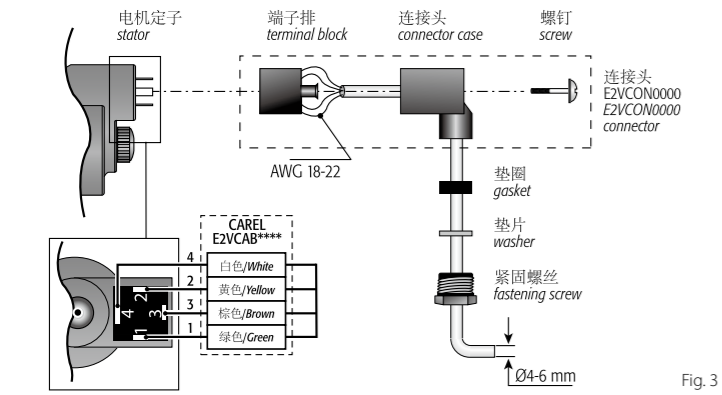 电机定子
stator
端子排
terminal block
连接头
connector case
螺钉
screw
连接头
E2VCON0000
E2VCON0000
connector
AWG 18-22
垫圈
gasket
垫片
washer
紧固螺丝
fastening screw
Ø4-6 mm
CAREL
E2VCAB****
4 白色/White
2 黄色/Yellow
3 棕色/Brown
1 绿色/Green
2
4 3
1
Fig. 3